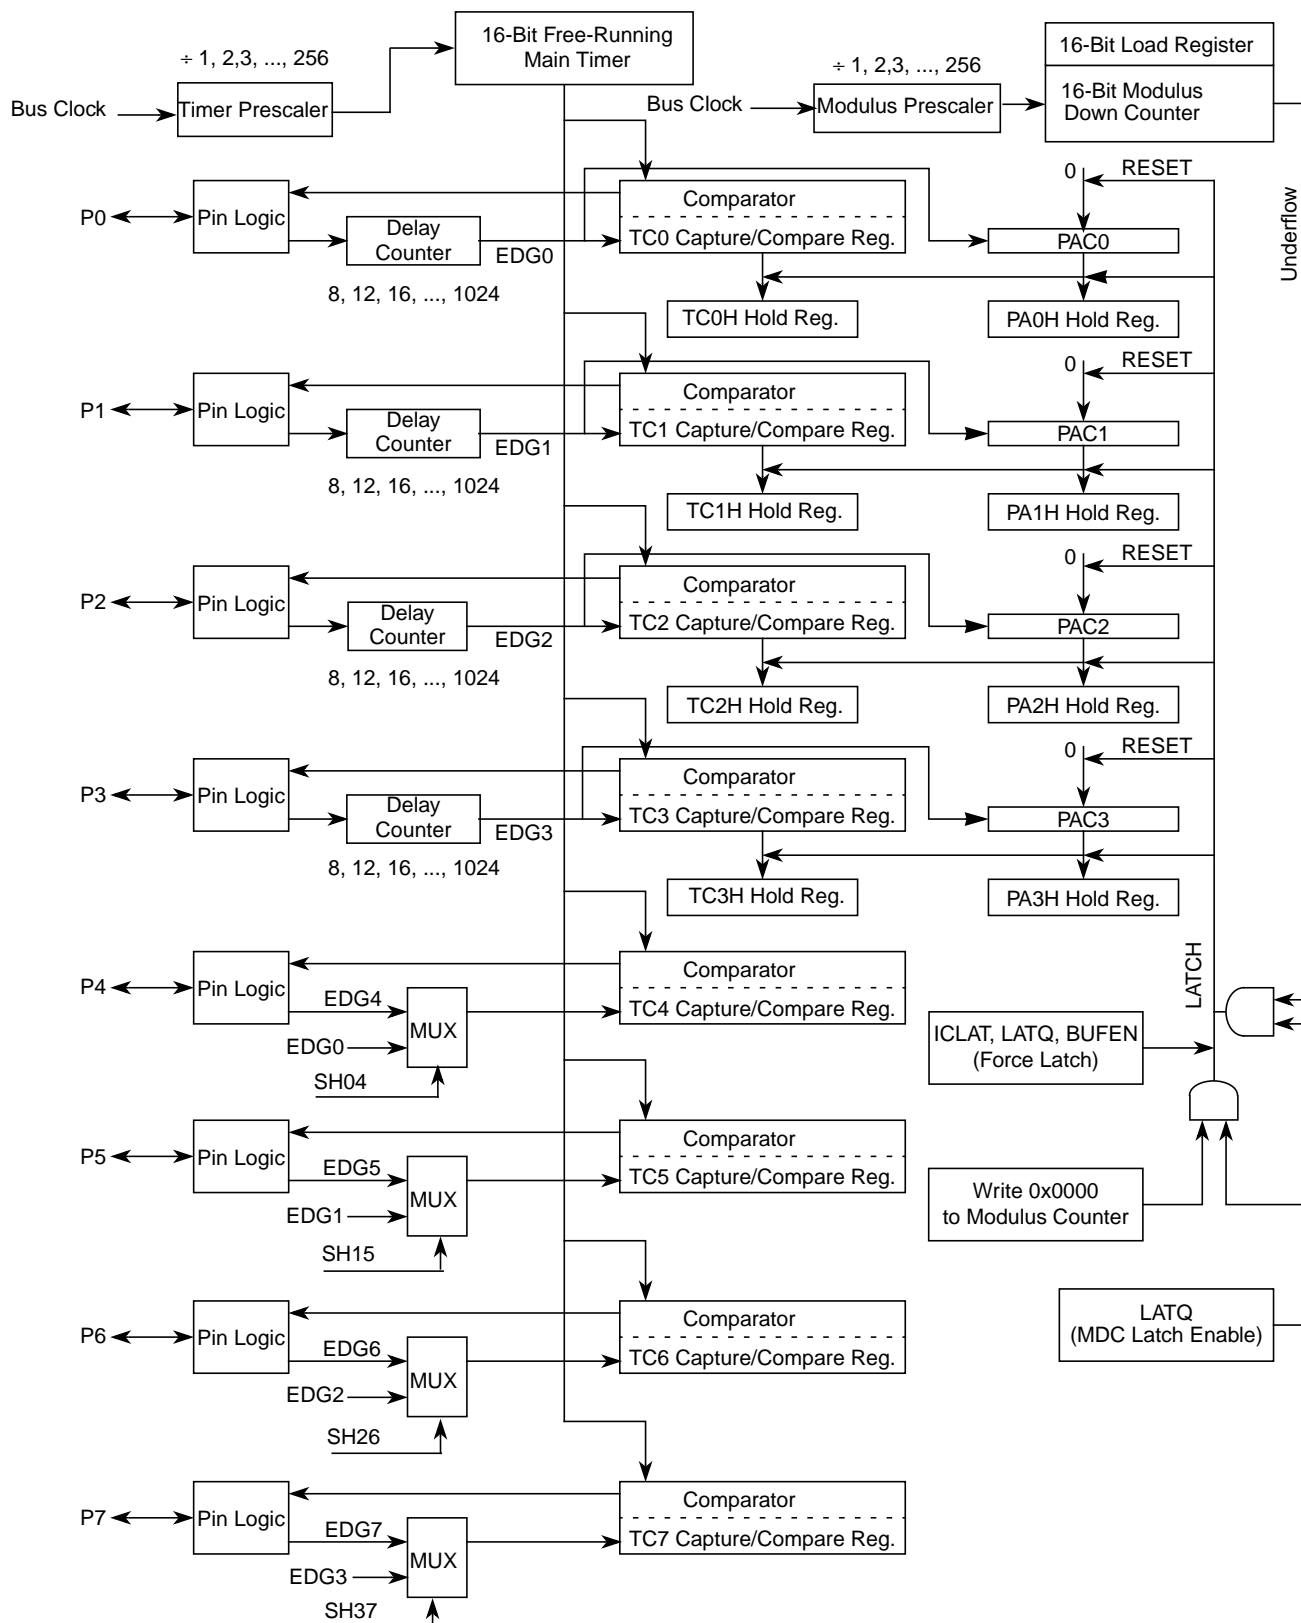 16-Bit Free-Running
Main Timer
16-Bit Load Register
16-Bit Modulus
Down Counter
÷ 1, 2,3, ..., 256
÷ 1, 2,3, ..., 256
Bus Clock
Timer Prescaler
Bus Clock
Modulus Prescaler
Underflow
P0
Pin Logic
Delay
Counter
EDG0
8, 12, 16, ..., 1024
Comparator
TC0 Capture/Compare Reg.
TC0H Hold Reg.
0
RESET
PAC0
PA0H Hold Reg.
P1
Pin Logic
Delay
Counter
EDG1
8, 12, 16, ..., 1024
Comparator
TC1 Capture/Compare Reg.
TC1H Hold Reg.
0
RESET
PAC1
PA1H Hold Reg.
P2
Pin Logic
Delay
Counter
EDG2
8, 12, 16, ..., 1024
Comparator
TC2 Capture/Compare Reg.
TC2H Hold Reg.
0
RESET
PAC2
PA2H Hold Reg.
P3
Pin Logic
Delay
Counter
EDG3
8, 12, 16, ..., 1024
Comparator
TC3 Capture/Compare Reg.
TC3H Hold Reg.
0
RESET
PAC3
PA3H Hold Reg.
P4
Pin Logic
EDG4
EDG0
MUX
SH04
Comparator
TC4 Capture/Compare Reg.
LATCH
ICLAT, LATQ, BUFEN
(Force Latch)
P5
Pin Logic
EDG5
EDG1
MUX
SH15
Comparator
TC5 Capture/Compare Reg.
Write 0x0000
to Modulus Counter
P6
Pin Logic
EDG6
EDG2
MUX
SH26
Comparator
TC6 Capture/Compare Reg.
LATQ
(MDC Latch Enable)
P7
Pin Logic
EDG7
EDG3
MUX
SH37
Comparator
TC7 Capture/Compare Reg.